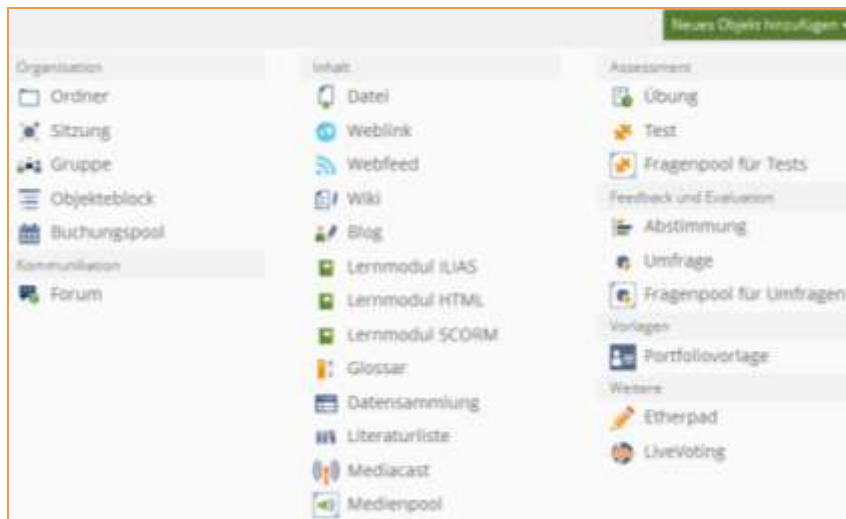 Neues Objekt hinzufügen
Organisation
Ordner
Sitzung
Gruppe
Objekteblock
Buchungspool
Kommunikation
Forum
Inhalt
Datei
Weblink
Webfeed
Wiki
Blog
Lernmodul ILIAS
Lernmodul HTML
Lernmodul SCORM
Glossar
Datensammlung
Literaturliste
Mediacast
Medienpool
Assessment
Übung
Test
Fragenpool für Tests
Feedback und Evaluation
Abstimmung
Umfrage
Fragenpool für Umfragen
Vorlagen
Portfoliovorlage
Weitere
Etherpad
LiveVoting